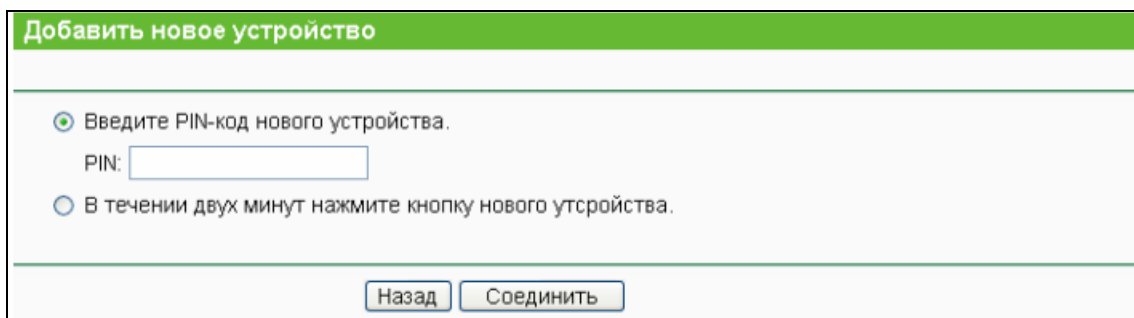 Добавить новое устройство
Введите PIN-код нового устройства.
PIN:
В течении двух минут нажмите кнопку нового утсройства.
Назад Соединить